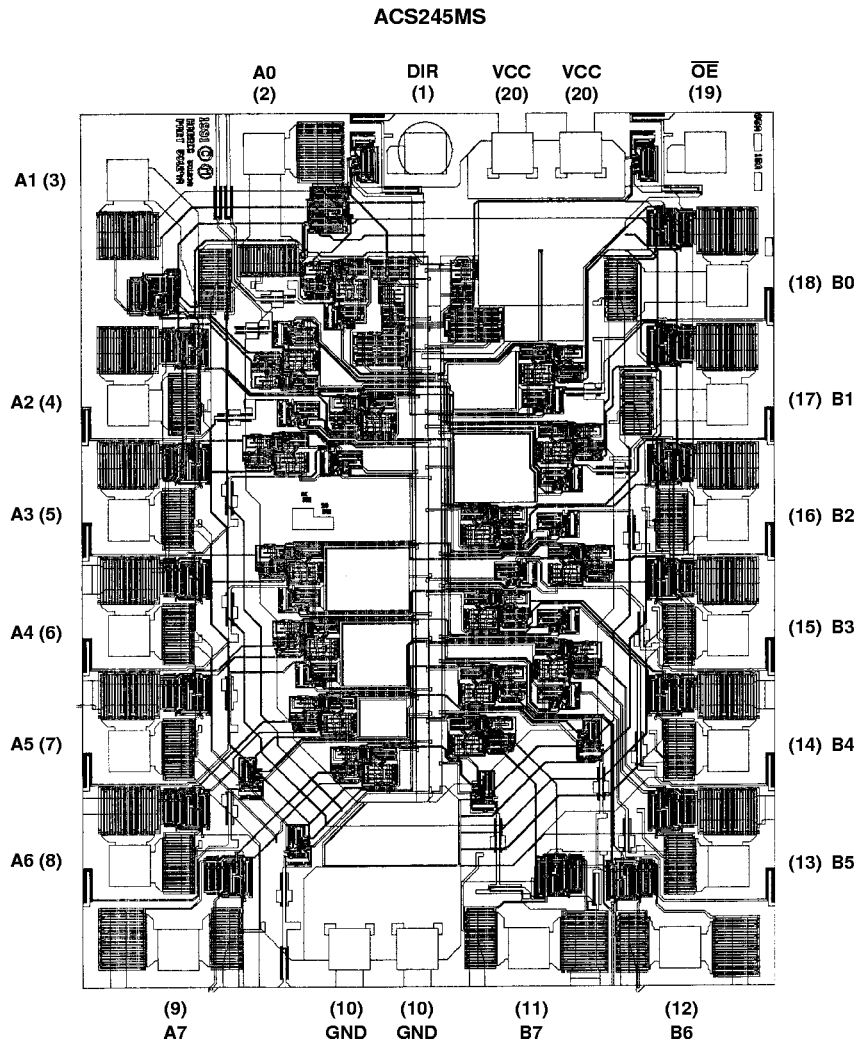 ACS245MS
A0 DIR VCC VCC OE
(2) (1) (20) (20) (19)
A1 (3)
(18) B0
A2 (4)
(17) B1
A3 (5)
(16) B2
A4 (6)
(15) B3
A5 (7)
(14) B4
A6 (8)
(13) B5
(9) (10) (10) (11) (12)
A7 GND GND B7 B6